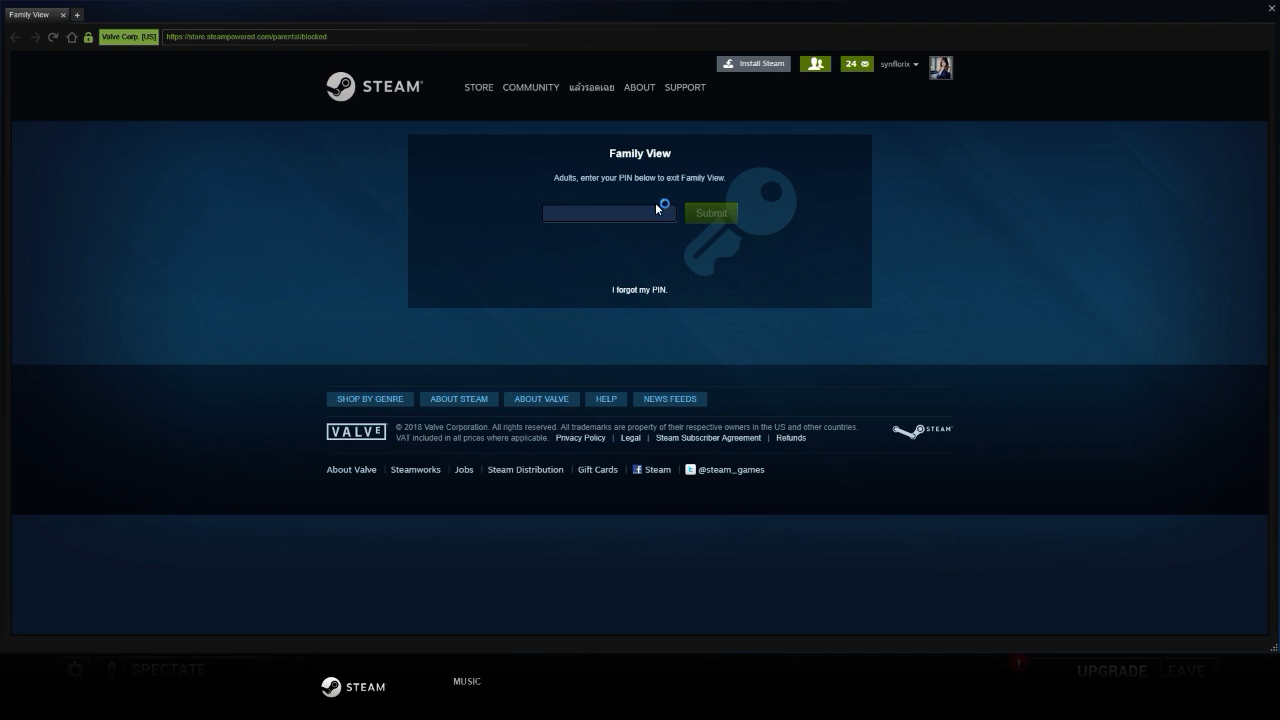 Family View
Valve Corp. [US] https://store.steampowered.com/parental/blocked
Install Steam 24 synflorix
STEAM® STORE COMMUNITY แล้วรอดเฉย ABOUT SUPPORT
Family View
Adults, enter your PIN below to exit Family View.
Submit
I forgot my PIN.
SHOP BY GENRE ABOUT STEAM ABOUT VALVE HELP NEWS FEEDS
VALVE © 2018 Valve Corporation. All rights reserved. All trademarks are property of their respective owners in the US and other countries. STEAM
VAT included in all prices where applicable. Privacy Policy | Legal | Steam Subscriber Agreement | Refunds
About Valve | Steamworks | Jobs | Steam Distribution | Gift Cards | Steam | @steam_games
SPECTATE UPGRADE
STEAM MUSIC